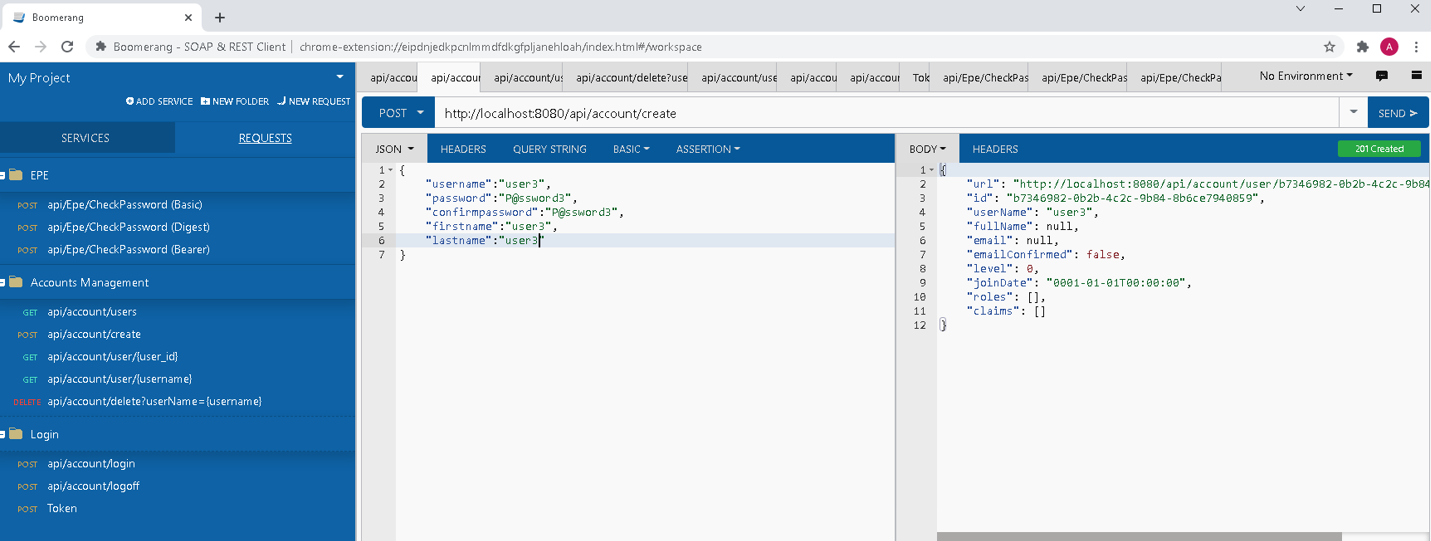 Boomerang
Boomerang - SOAP & REST Client
chrome-extension://eipdnjedkpcnlmmdfdkgfpljanehloah/index.html#/workspace
A
My Project
ADD SERVICE NEW FOLDER NEW REQUEST
SERVICES REQUESTS
EPE
POST api/Epe/CheckPassword (Basic)
POST api/Epe/CheckPassword (Digest)
POST api/Epe/CheckPassword (Bearer)
Accounts Management
GET api/account/users
POST api/account/create
GET api/account/user/{user_id}
GET api/account/user/{username}
DELETE api/account/delete?userName={username}
Login
POST api/account/login
POST api/account/logoff
POST Token
api/accou api/accour api/account/us api/account/delete?use api/account/use api/accou api/accour Tok api/Epe/CheckPas api/Epe/CheckPas api/Epe/CheckPa No Environment
POST http://localhost:8080/api/account/create SEND
JSON HEADERS QUERY STRING BASIC ASSERTION
1 {
2 "username":"user3",
3 "password":"P@ssword3",
4 "confirmpassword":"P@ssword3",
5 "firstname":"user3",
6 "lastname":"user3"
7 }
BODY HEADERS 201 Created
1 {
2 "url": "http://localhost:8080/api/account/user/b7346982-0b2b-4c2c-9b84
3 "id": "b7346982-0b2b-4c2c-9b84-8b6ce7940859",
4 "userName": "user3",
5 "fullName": null,
6 "email": null,
7 "emailConfirmed": false,
8 "level": 0,
9 "joinDate": "0001-01-01T00:00:00",
10 "roles": [],
11 "claims": []
12 }